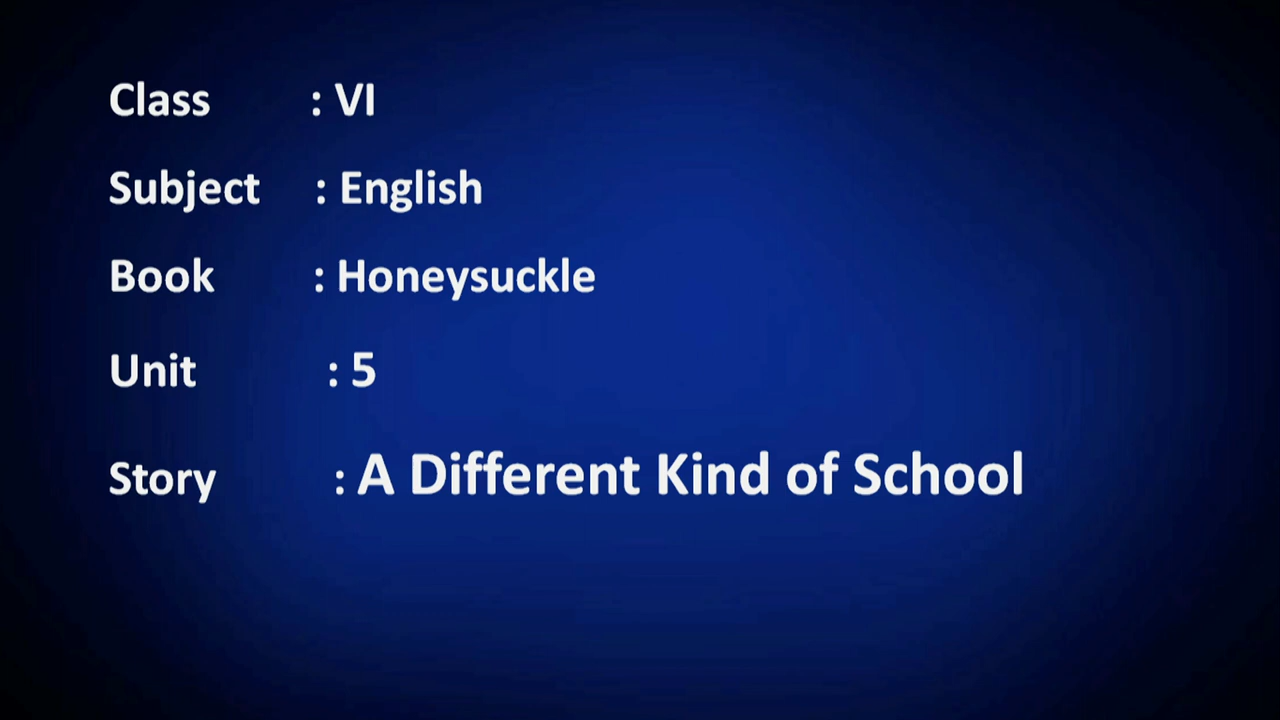 Class : VI
Subject : English
Book : Honeysuckle
Unit : 5
Story : A Different Kind of School